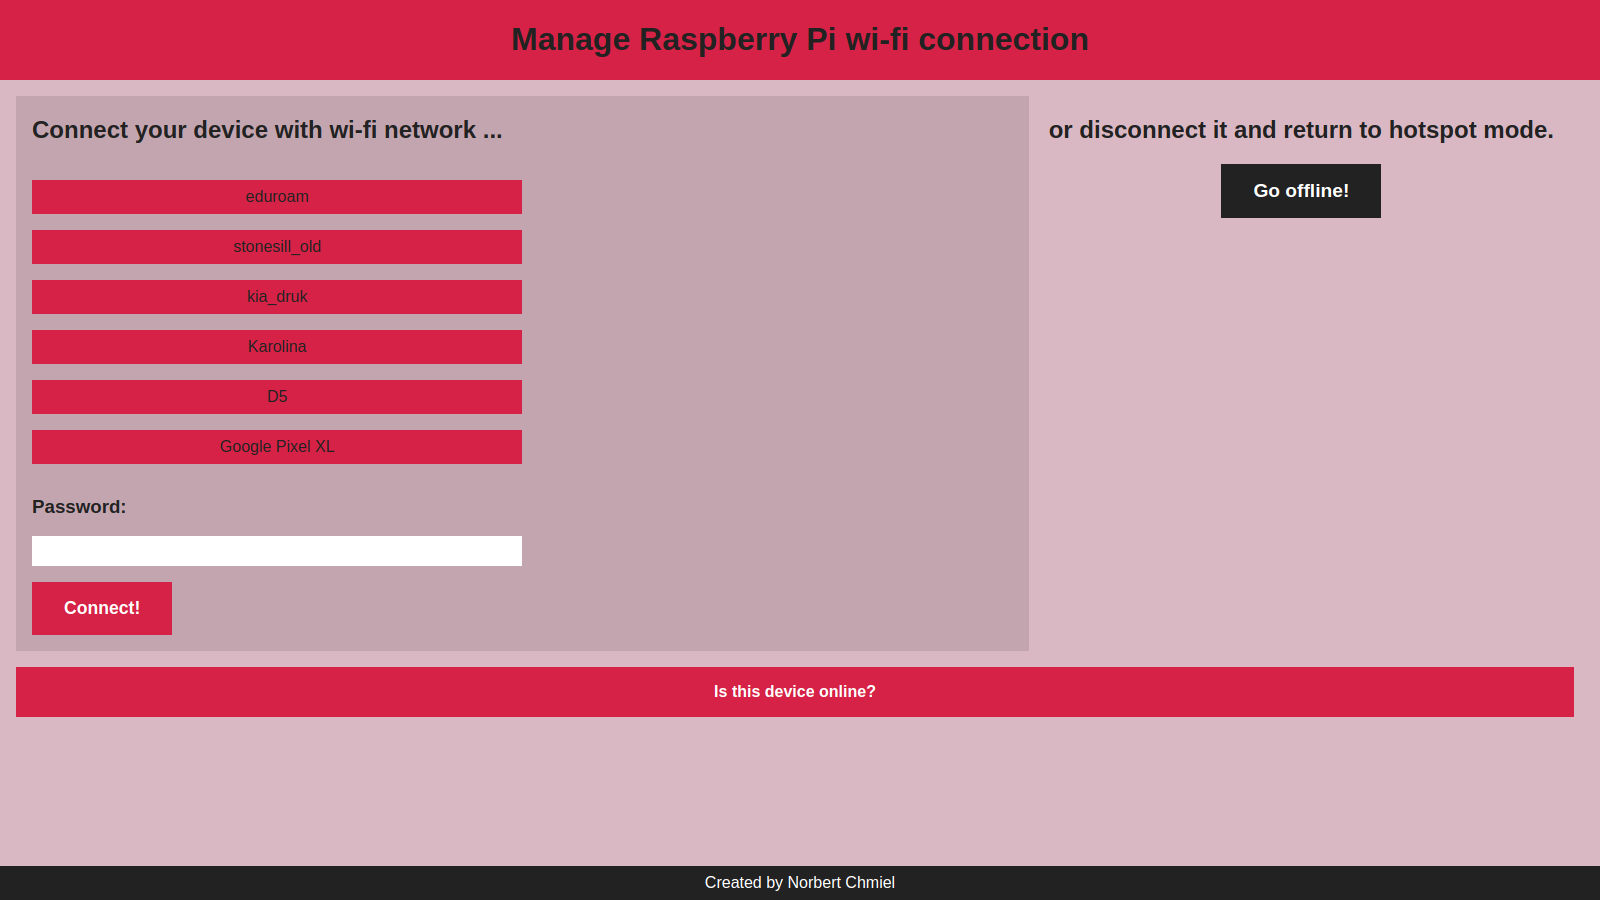 Manage Raspberry Pi wi-fi connection
Connect your device with wi-fi network ...
eduroam
stonesill_old
kia_druk
Karolina
D5
Google Pixel XL
Password:
Connect!
or disconnect it and return to hotspot mode.
Go offline!
Is this device online?
Created by Norbert Chmiel